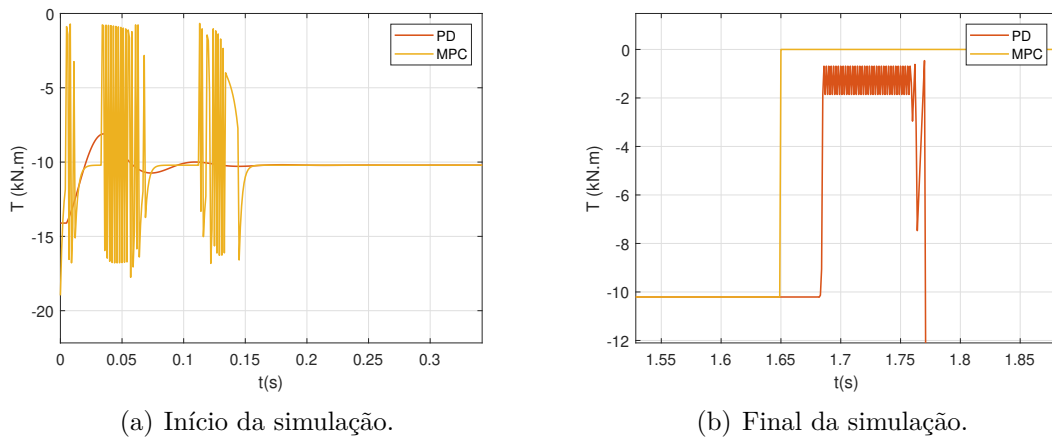 0
-5
-10
-15
-20
T (kN.m)
0
0.05
0.1
0.15
0.2
0.25
0.3
t(s)
PD
MPC
(a) Início da simulação.
0
-2
-4
-6
-8
-10
-12
T (kN.m)
1.55
1.6
1.65
1.7
1.75
1.8
1.85
t(s)
PD
MPC
(b) Final da simulação.